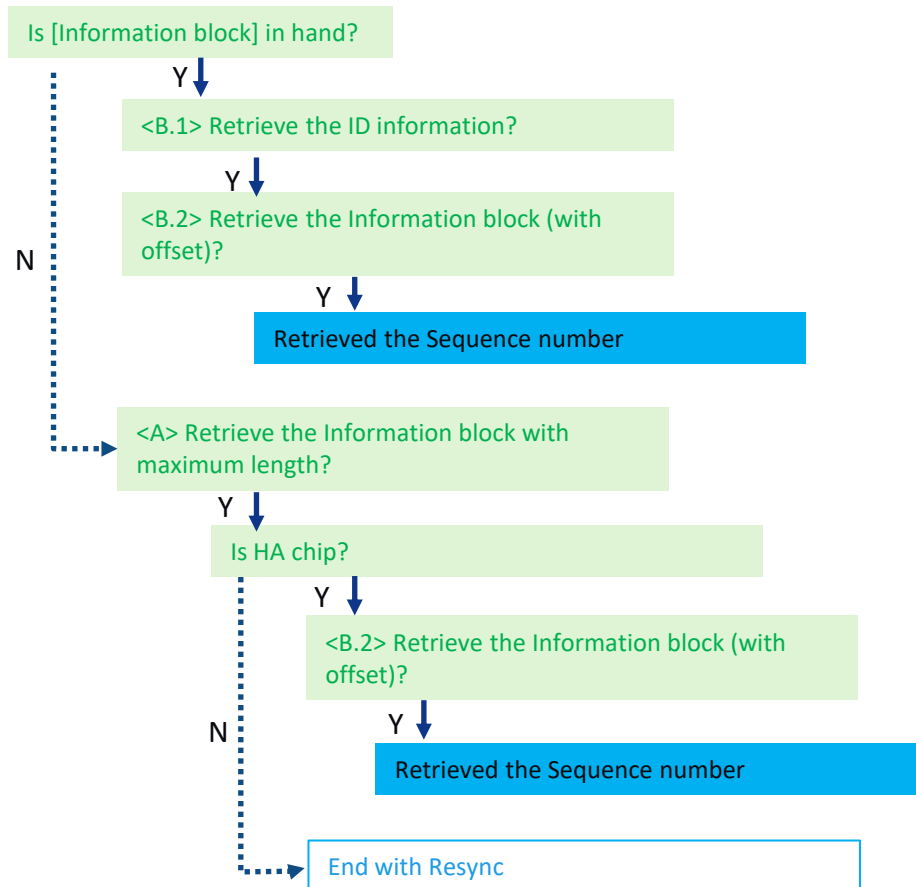 Is [Information block] in hand?
Y
<B.1> Retrieve the ID information?
Y
<B.2> Retrieve the Information block (with
offset)?
N
Y
Retrieved the Sequence number
<A> Retrieve the Information block with
maximum length?
Y
Is HA chip?
Y
<B.2> Retrieve the Information block (with
offset)?
Y
N
Retrieved the Sequence number
End with Resync